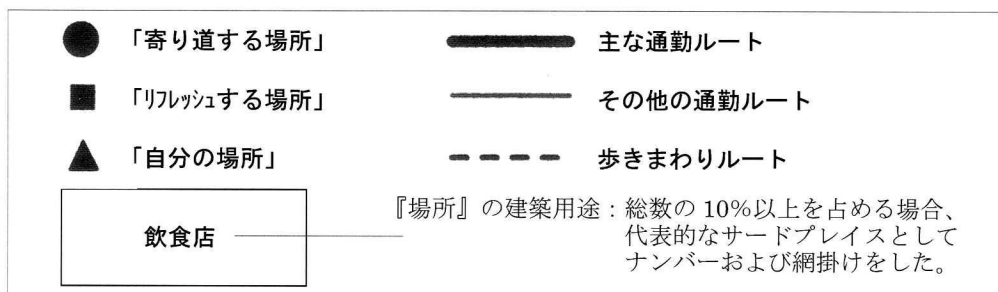 「寄り道する場所」
主な通勤ルート
「リフレッシュする場所」
その他の通勤ルート
「自分の場所」
歩きまわりルート
飲食店
『場所』の建築用途：総数の 10%以上を占める場合、
代表的なサードプレイスとして
ナンバーおよび網掛けをした。